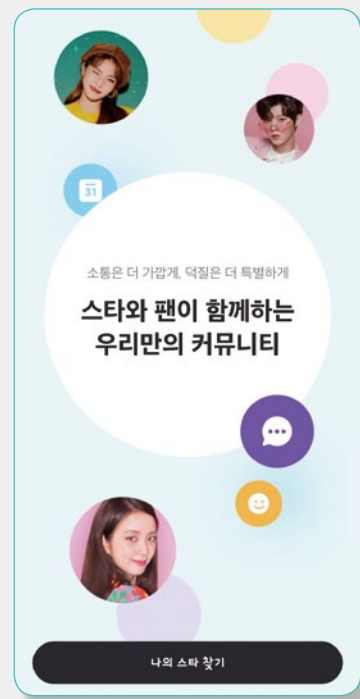 31
소통은 더 가깝게, 덕질은 더 특별하게
스타와 팬이 함께하는
우리만의 커뮤니티
나의 스타 찾기